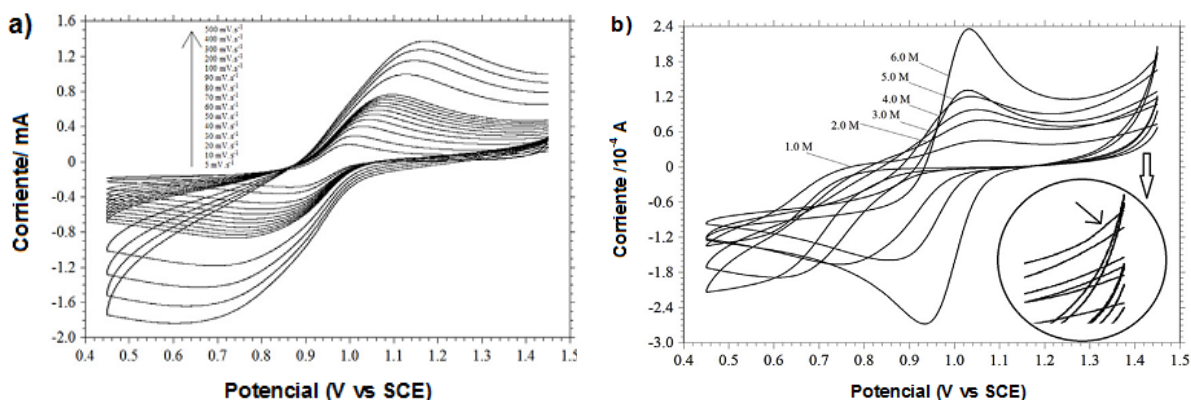 a)
500 mV.s⁻¹
400 mV.s⁻¹
300 mV.s⁻¹
200 mV.s⁻¹
100 mV.s⁻¹
90 mV.s⁻¹
80 mV.s⁻¹
70 mV.s⁻¹
60 mV.s⁻¹
50 mV.s⁻¹
40 mV.s⁻¹
30 mV.s⁻¹
20 mV.s⁻¹
10 mV.s⁻¹
5 mV.s⁻¹
1.6
1.2
0.8
0.4
0
-0.4
-0.8
-1.2
-1.6
-2.0
Corriente/ mA
0.4 0.5 0.6 0.7 0.8 0.9 1.0 1.1 1.2 1.3 1.4 1.5
Potencial (V vs SCE)
b)
2.4
1.8
1.2
0.6
0
-0.6
-1.2
-1.8
-2.4
-3.0
Corriente /10⁻⁴ A
6.0 M
5.0 M
4.0 M
3.0 M
2.0 M
1.0 M
0.4 0.5 0.6 0.7 0.8 0.9 1.0 1.1 1.2 1.3 1.4 1.5
Potencial (V vs SCE)